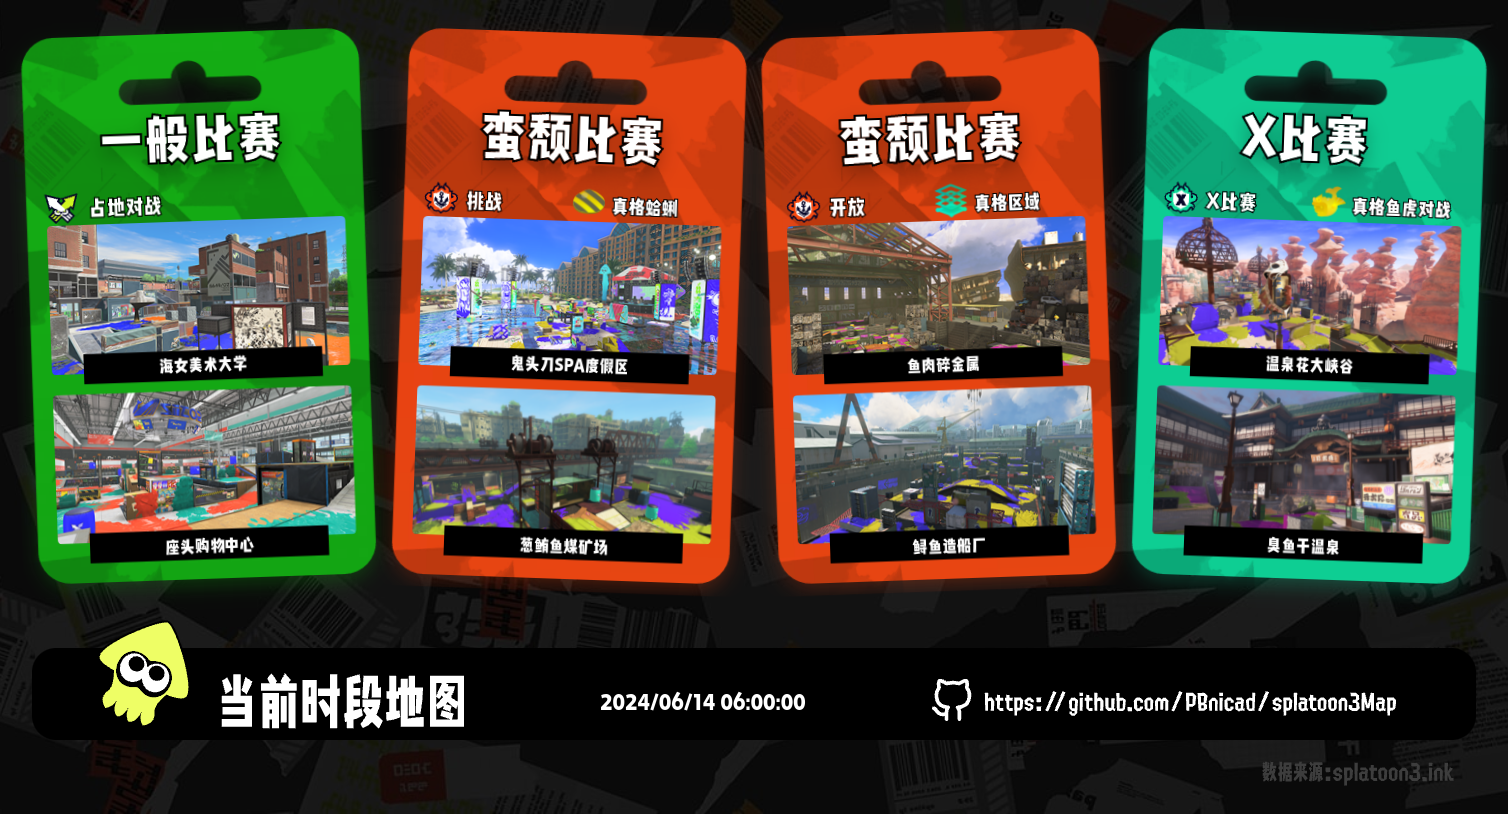 一般比赛
占地对战
海女美术大学
座头购物中心
蛮颓比赛
挑战
真格蛤蜊
鬼头刀SPA度假区
葱鲔鱼煤矿场
蛮颓比赛
开放
真格区域
鱼肉碎金属
鲟鱼造船厂
X比赛
X比赛
真格鱼虎对战
温泉花大峡谷
臭鱼干温泉
当前时段地图
2024/06/14 06:00:00
https://github.com/PBnicad/splatoon3Map
数据来源:splatoon3.ink